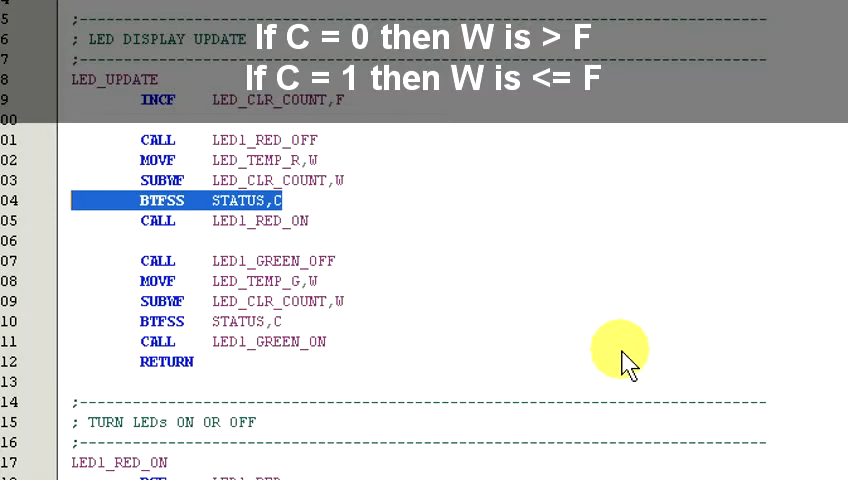 If C = 0 then W is > F
If C = 1 then W is <= F
5 ;-----------------------------------------------------------------------------------
6 ; LED DISPLAY UPDATE
7 ;-----------------------------------------------------------------------------------
8 LED_UPDATE
9 INCF LED_CLR_COUNT,F
00
01 CALL LED1_RED_OFF
02 MOVF LED_TEMP_R,W
03 SUBWF LED_CLR_COUNT,W
04 BTFSS STATUS,C
05 CALL LED1_RED_ON
06
07 CALL LED1_GREEN_OFF
08 MOVF LED_TEMP_G,W
09 SUBWF LED_CLR_COUNT,W
10 BTFSS STATUS,C
11 CALL LED1_GREEN_ON
12 RETURN
13
14 ;-----------------------------------------------------------------------------------
15 ; TURN LEDs ON OR OFF
16 ;-----------------------------------------------------------------------------------
17 LED1_RED_ON